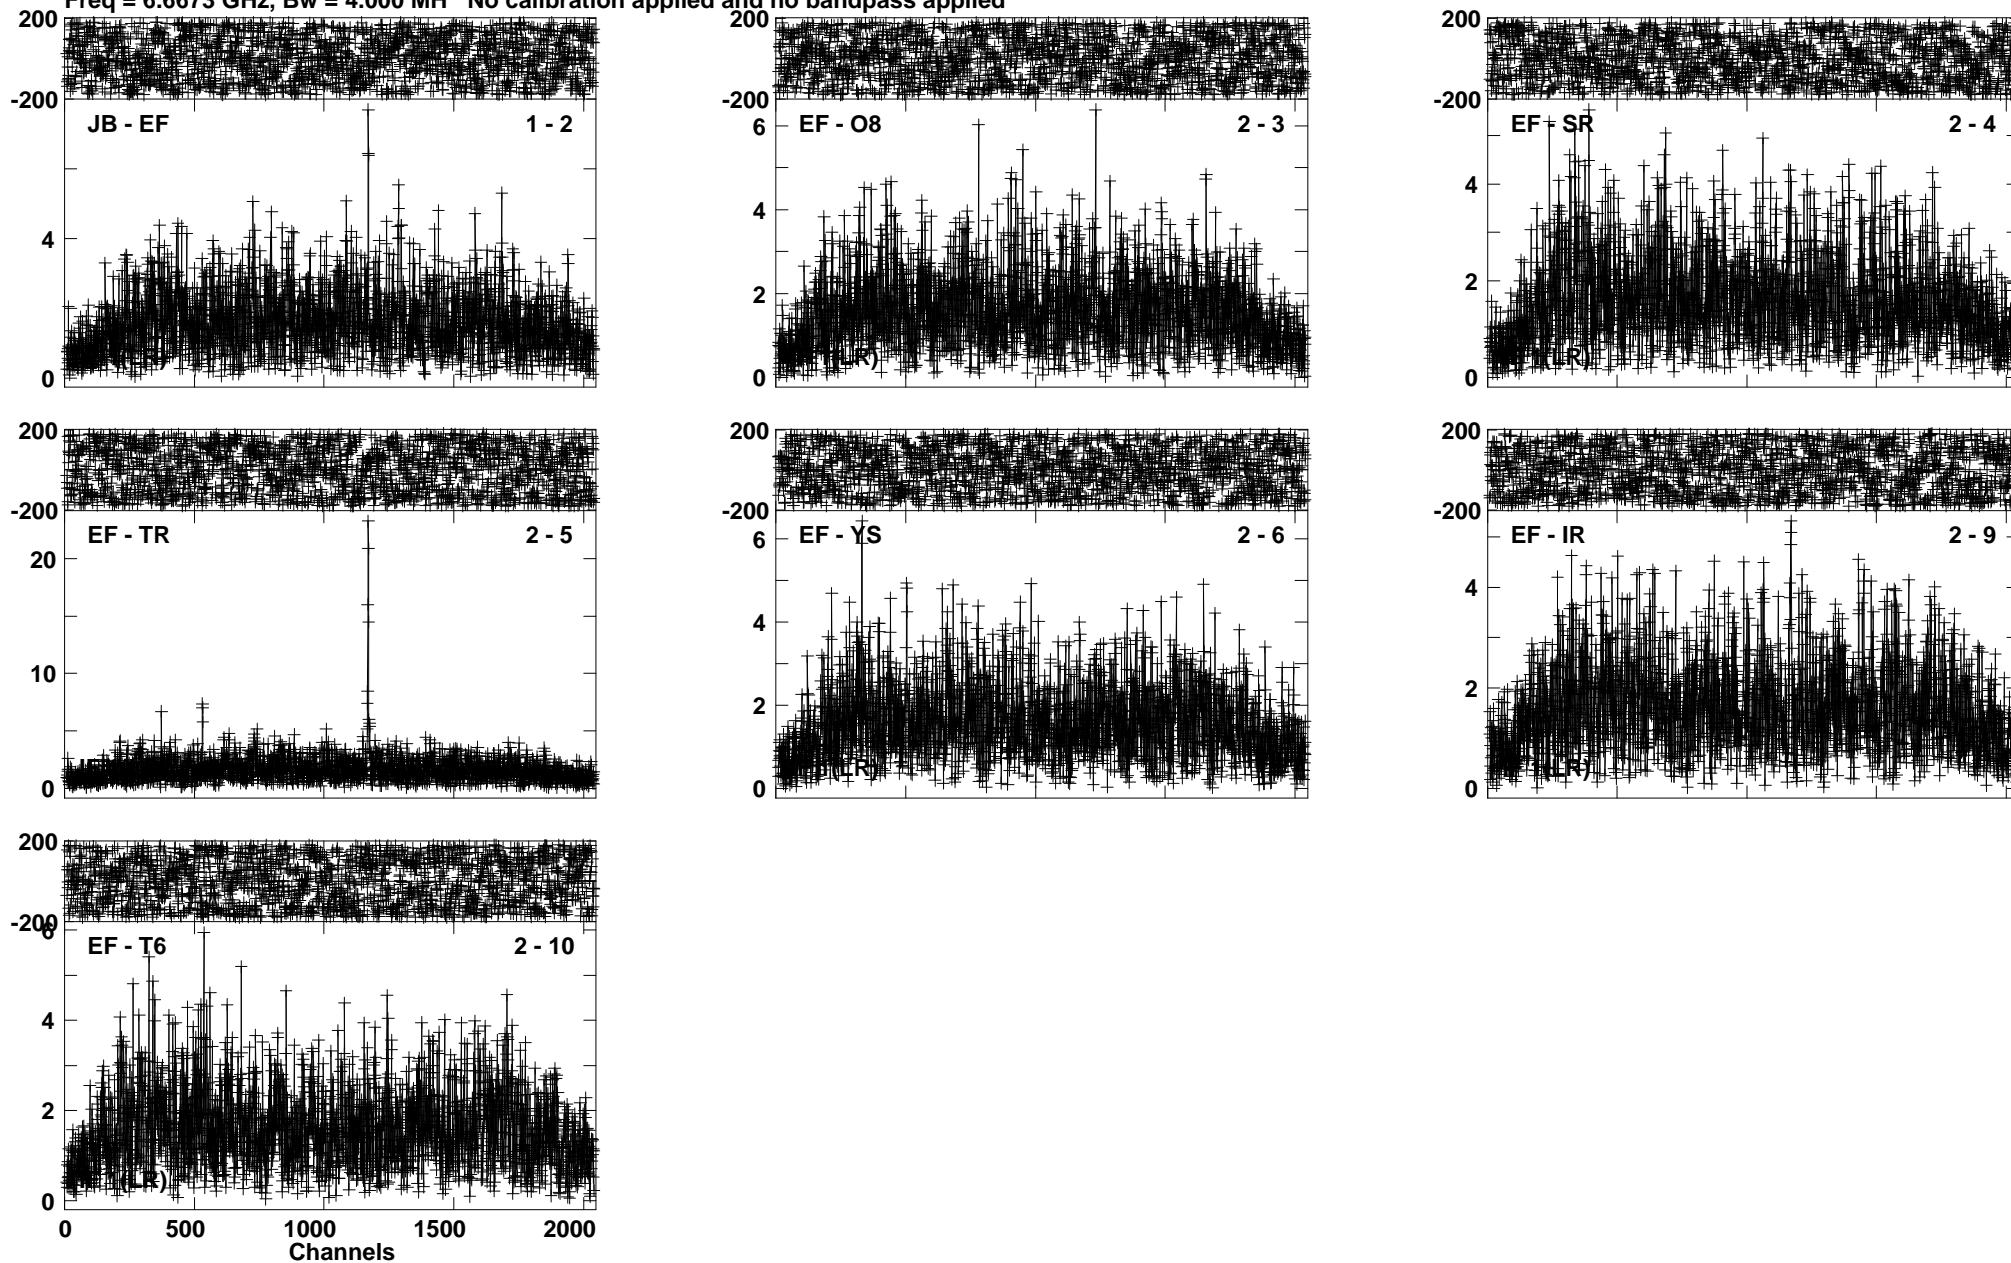 Freq = 6.6673 GHz, Bw = 4.000 MH No calibration applied and no bandpass applied
200
-200
JB - EF 1 - 2
4
0
200
-200
EF - O8 2 - 3
6
4
2
0
(LR)
200
-200
EF - SR 2 - 4
4
2
0
(LR)
200
-200
EF - TR 2 - 5
20
10
0
200
-200
EF - YS 2 - 6
6
4
2
0
(LR)
200
-200
EF - IR 2 - 9
4
2
0
(LR)
200
-200
6
EF - T6 2 - 10
4
2
0
(LR)
0 500 1000 1500 2000
Channels